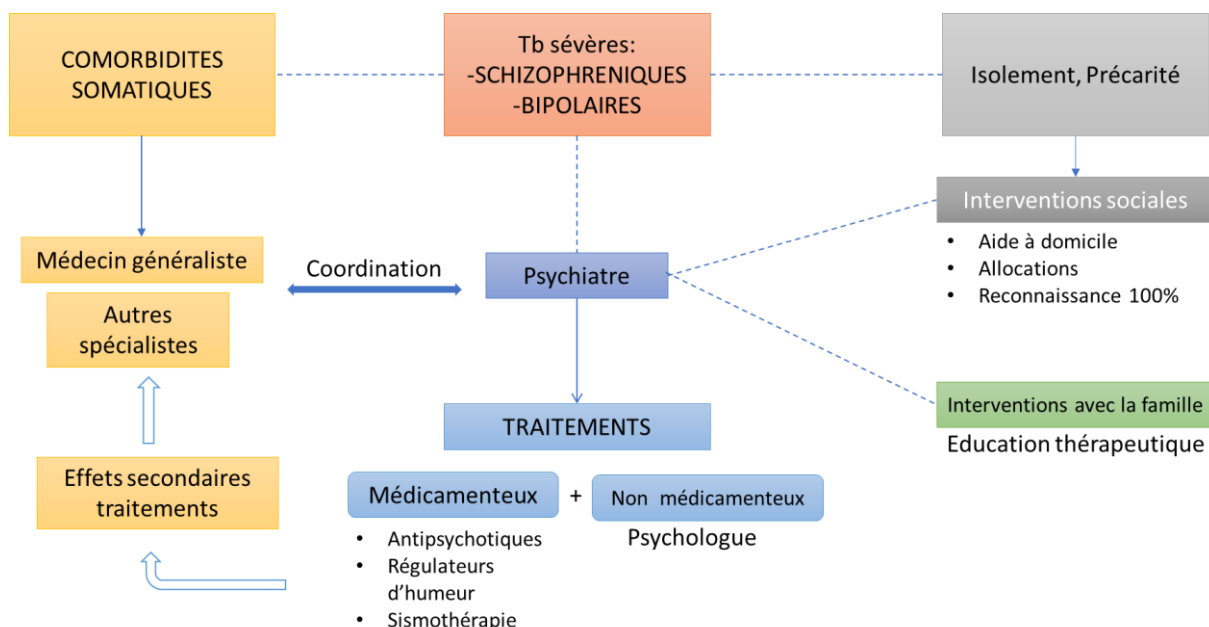 COMORBIDITES
SOMATIQUES
Tb sévères:
-SCHIZOPHRENIQUES
-BIPOLAIRES
Isolement, Précarité
Médecin généraliste
Autres
spécialistes
Coordination
Psychiatre
Interventions sociales
• Aide à domicile
• Allocations
• Reconnaissance 100%
Interventions avec la famille
Education thérapeutique
TRAITEMENTS
Effets secondaires
traitements
Médicamenteux
+
Non médicamenteux
Psychologue
• Antipsychotiques
• Régulateurs
d’humeur
• Sismothérapie